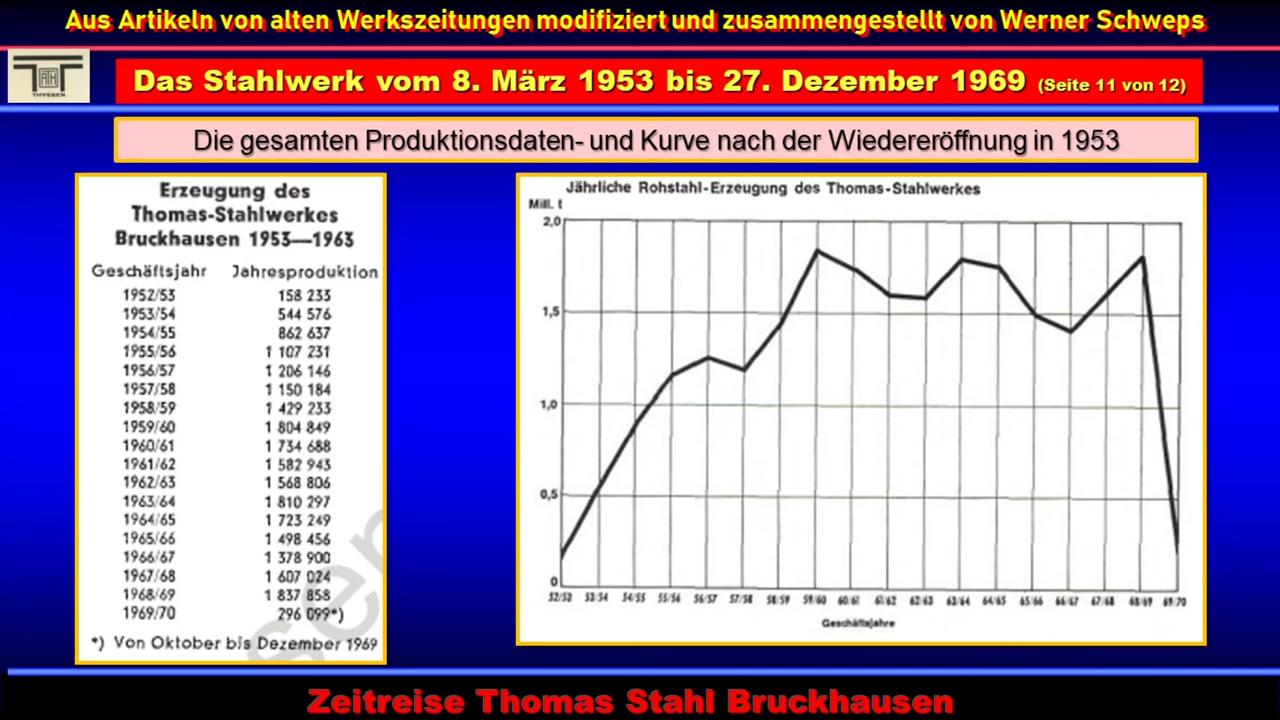 Aus Artikeln von alten Werkszeitungen modifiziert und zusammengestellt von Werner Schweps
THYSSEN
Das Stahlwerk vom 8. März 1953 bis 27. Dezember 1969 (Seite 11 von 12)
Die gesamten Produktionsdaten- und Kurve nach der Wiedereröffnung in 1953
Erzeugung des
Thomas-Stahlwerkes
Bruckhausen 1953—1963
Geschäftsjahr Jahresproduktion
1952/53 158 233
1953/54 544 576
1954/55 862 637
1955/56 1 107 231
1956/57 1 206 146
1957/58 1 150 184
1958/59 1 429 233
1959/60 1 804 849
1960/61 1 734 688
1961/62 1 582 943
1962/63 1 568 806
1963/64 1 810 297
1964/65 1 723 249
1965/66 1 498 456
1966/67 1 378 900
1967/68 1 607 024
1968/69 1 837 858
1969/70 296 099*)
*) Von Oktober bis Dezember 1969
Jährliche Rohstahl-Erzeugung des Thomas-Stahlwerkes
Mill. t
2,0
1,5
1,0
0,5
0
52/53 53/54 54/55 55/56 56/57 57/58 58/59 59/60 60/61 61/62 62/63 63/64 64/65 65/66 66/67 67/68 68/69 69/70
Geschäftsjahre
Zeitreise Thomas Stahl Bruckhausen